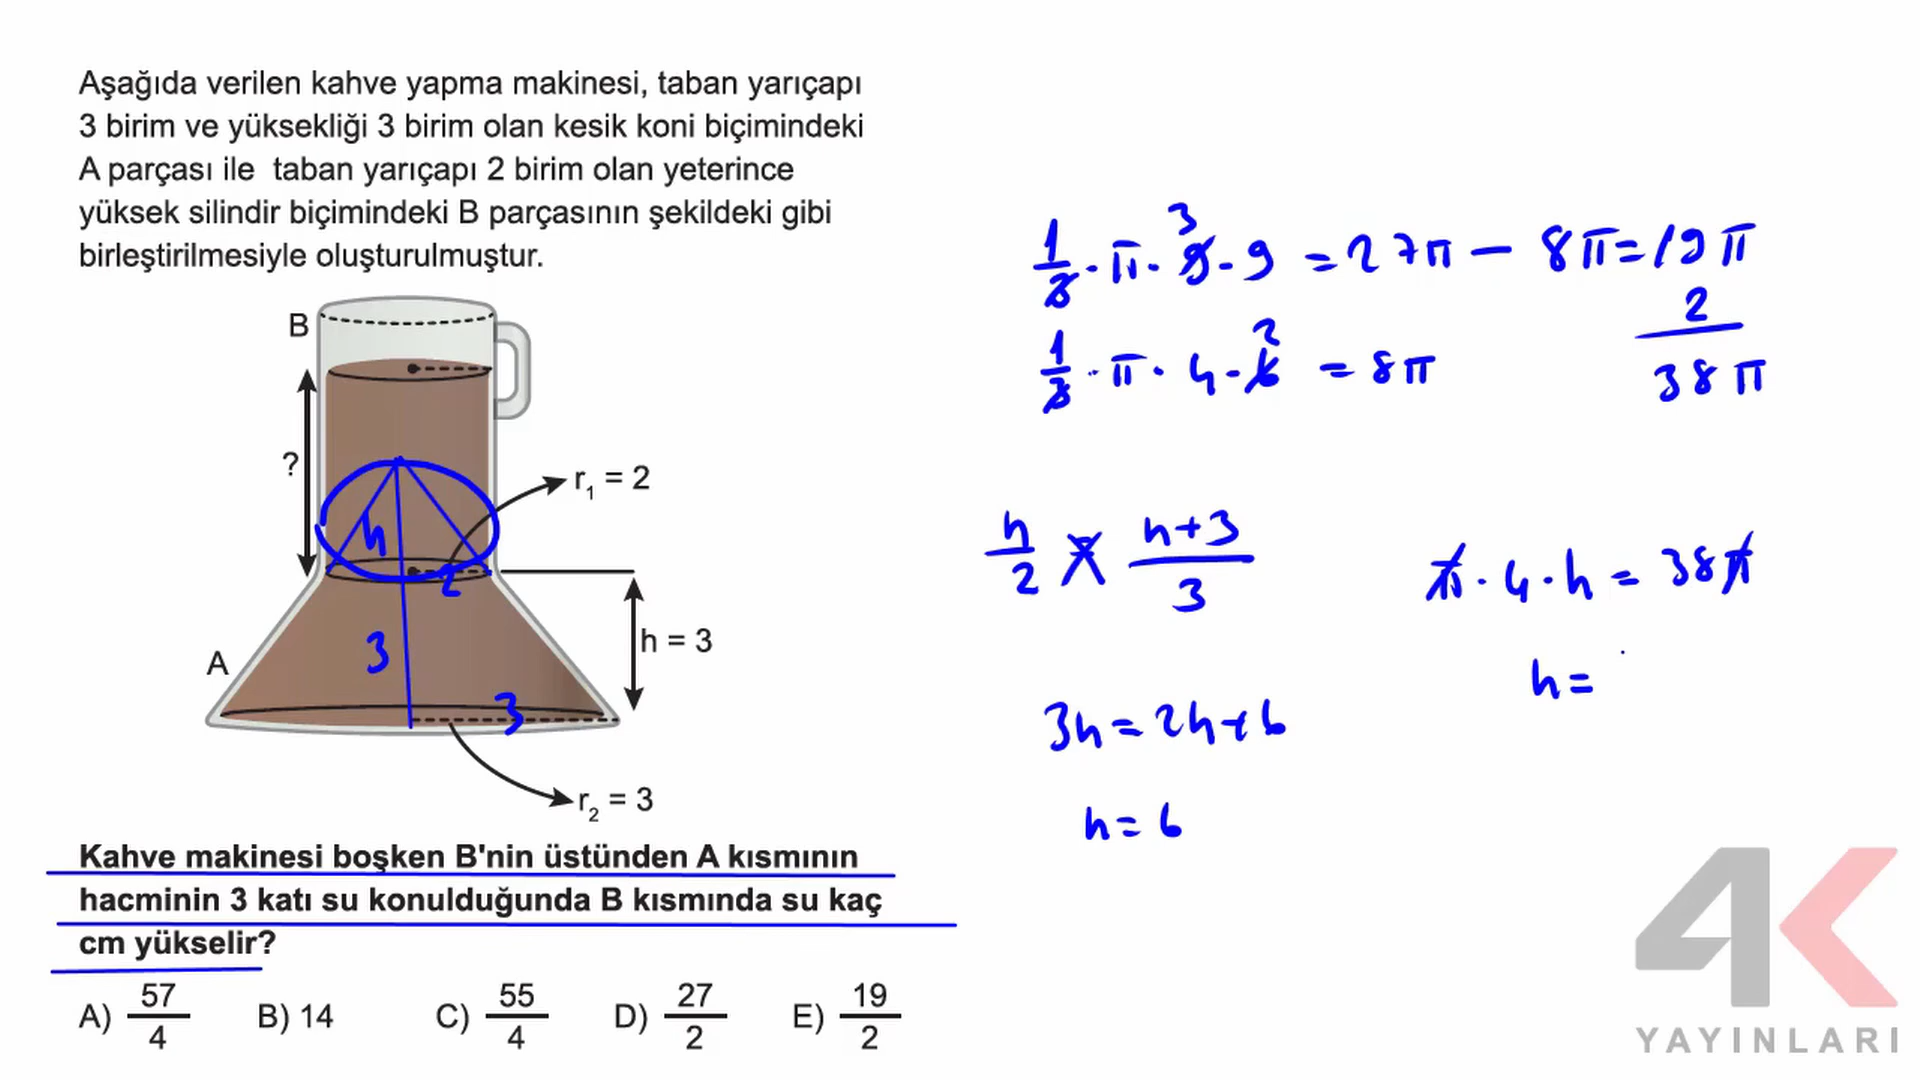 Aşağıda verilen kahve yapma makinesi, taban yarıçapı
3 birim ve yüksekliği 3 birim olan kesik koni biçimindeki
A parçası ile taban yarıçapı 2 birim olan yeterince
yüksek silindir biçimindeki B parçasının şekildeki gibi
birleştirilmesiyle oluşturulmuştur.
B
?
r₁ = 2
h
2
3
h = 3
A
3
r₂ = 3
Kahve makinesi boşken B'nin üstünden A kısmının
hacminin 3 katı su konulduğunda B kısmında su kaç
cm yükselir?
A) 57/4 B) 14 C) 55/4 D) 27/2 E) 19/2
3
1/3 · π · 9 · 9 = 27π − 8π = 19π
2
38π
2
1/3 · π · 4 · 6 = 8π
h/2 = (h+3)/3
3h = 2h + 6
h = 6
π · 4 · h = 38π
h =
4K
YAYINLARI